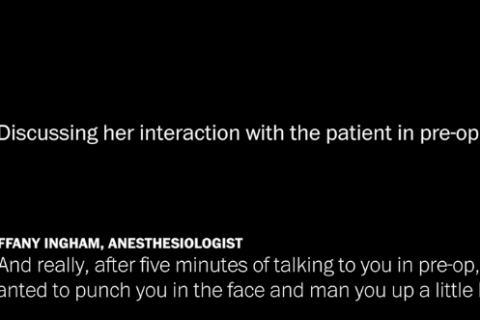 Discussing her interaction with the patient in pre-op
FFANY INGHAM, ANESTHESIOLOGIST
And really, after five minutes of talking to you in pre-op,
anted to punch you in the face and man you up a little